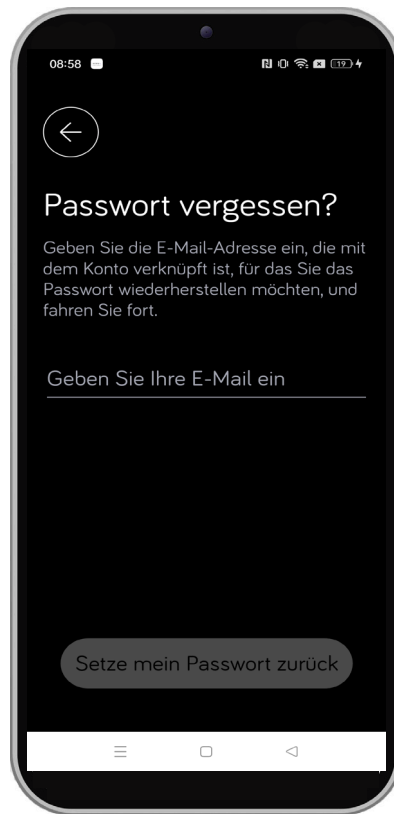 08:58
19
Passwort vergessen?
Geben Sie die E-Mail-Adresse ein, die mit
dem Konto verknüpft ist, für das Sie das
Passwort wiederherstellen möchten, und
fahren Sie fort.
Geben Sie Ihre E-Mail ein
Setze mein Passwort zurück